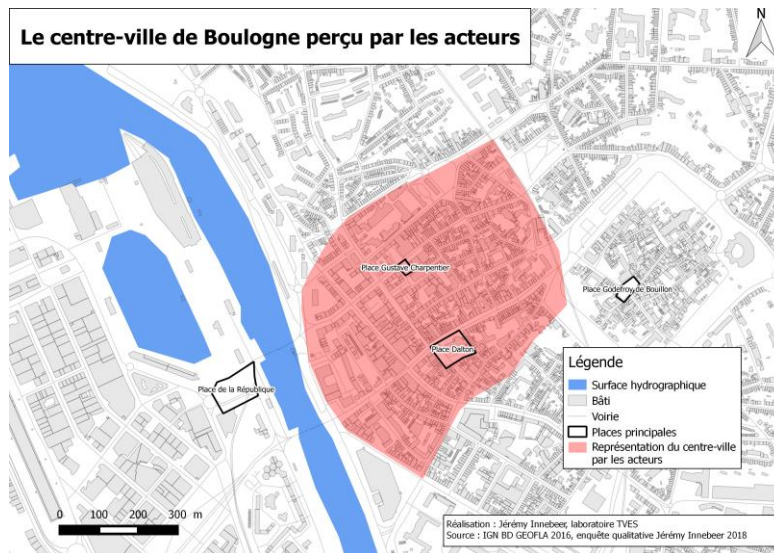 Le centre-ville de Boulogne perçu par les acteurs
N
Place Gustave Charpentier
Place Godefroy de Bouillon
Place Dalton
Place de la République
Légende
Surface hydrographique
Bâti
Voirie
Places principales
Représentation du centre-ville
par les acteurs
0 100 200 300 m
Réalisation : Jérémy Innebeer, laboratoire TVES
Source : IGN BD GEOFLA 2016, enquête qualitative Jérémy Innebeer 2018